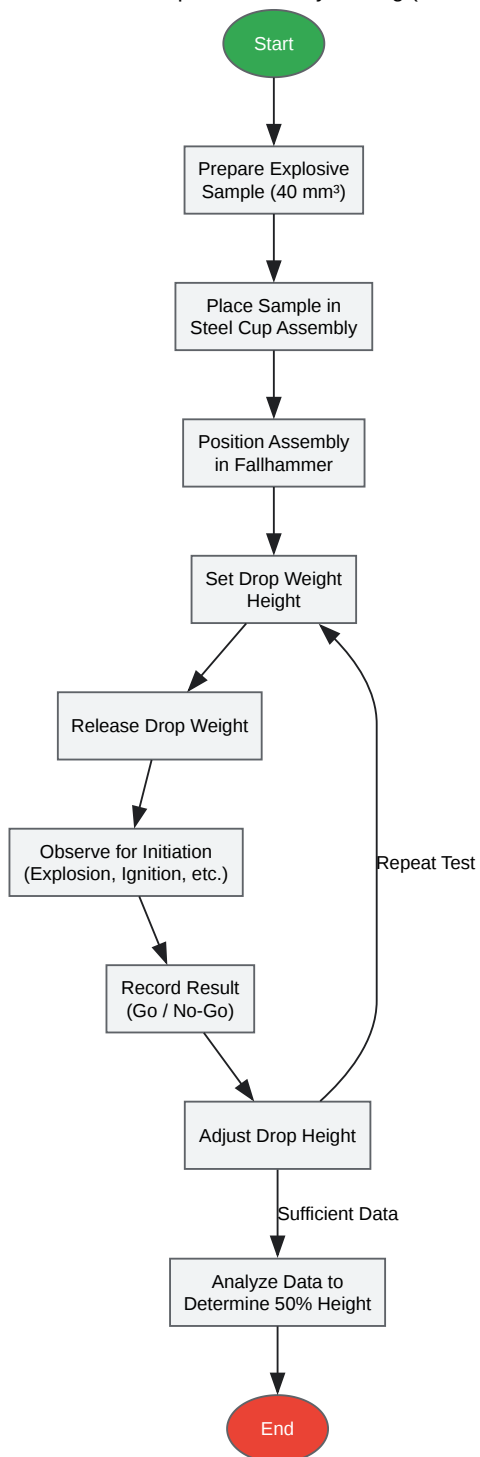 Start
Prepare Explosive
Sample (40 mm³)
Place Sample in
Steel Cup Assembly
Position Assembly
in Fallhammer
Set Drop Weight
Height
Release Drop Weight
Observe for Initiation
(Explosion, Ignition, etc.)
Repeat Test
Record Result
(Go / No-Go)
Adjust Drop Height
Sufficient Data
Analyze Data to
Determine 50% Height
End